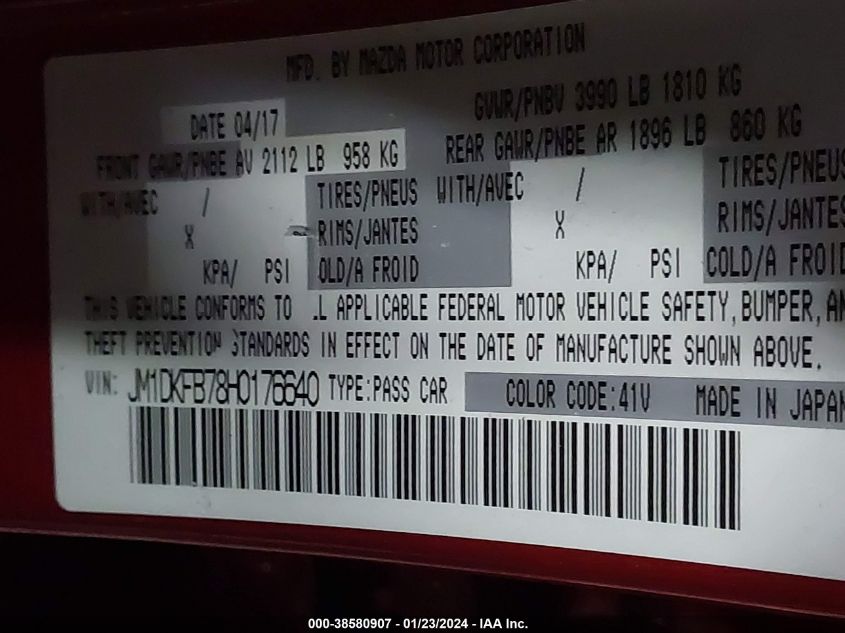 MFD. BY MAZDA MOTOR CORPORATION
DATE 04/17 GVWR/PNBV 3990 LB 1810 KG
FRONT GAWR/PNBE AV 2112 LB 958 KG REAR GAWR/PNBE AR 1896 LB 860 KG
WITH/AVEC / TIRES/PNEUS WITH/AVEC / TIRES/PNEUS
X RIMS/JANTES X RIMS/JANTES
KPA/ PSI OLD/A FROID KPA/ PSI COLD/A FROID
THIS VEHICLE CONFORMS TO LL APPLICABLE FEDERAL MOTOR VEHICLE SAFETY, BUMPER, AN
THEFT PREVENTION STANDARDS IN EFFECT ON THE DATE OF MANUFACTURE SHOWN ABOVE.
VIN: JM1DKFB78H0176640 TYPE:PASS CAR COLOR CODE:41V MADE IN JAPAN
000-38580907 - 01/23/2024 - IAA Inc.